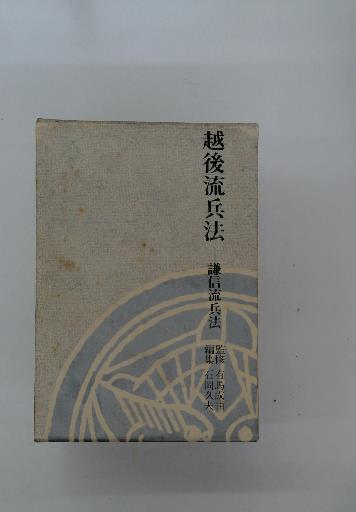 越後流兵法
謙信流兵法
監修 有馬成甫
編集 石岡久夫